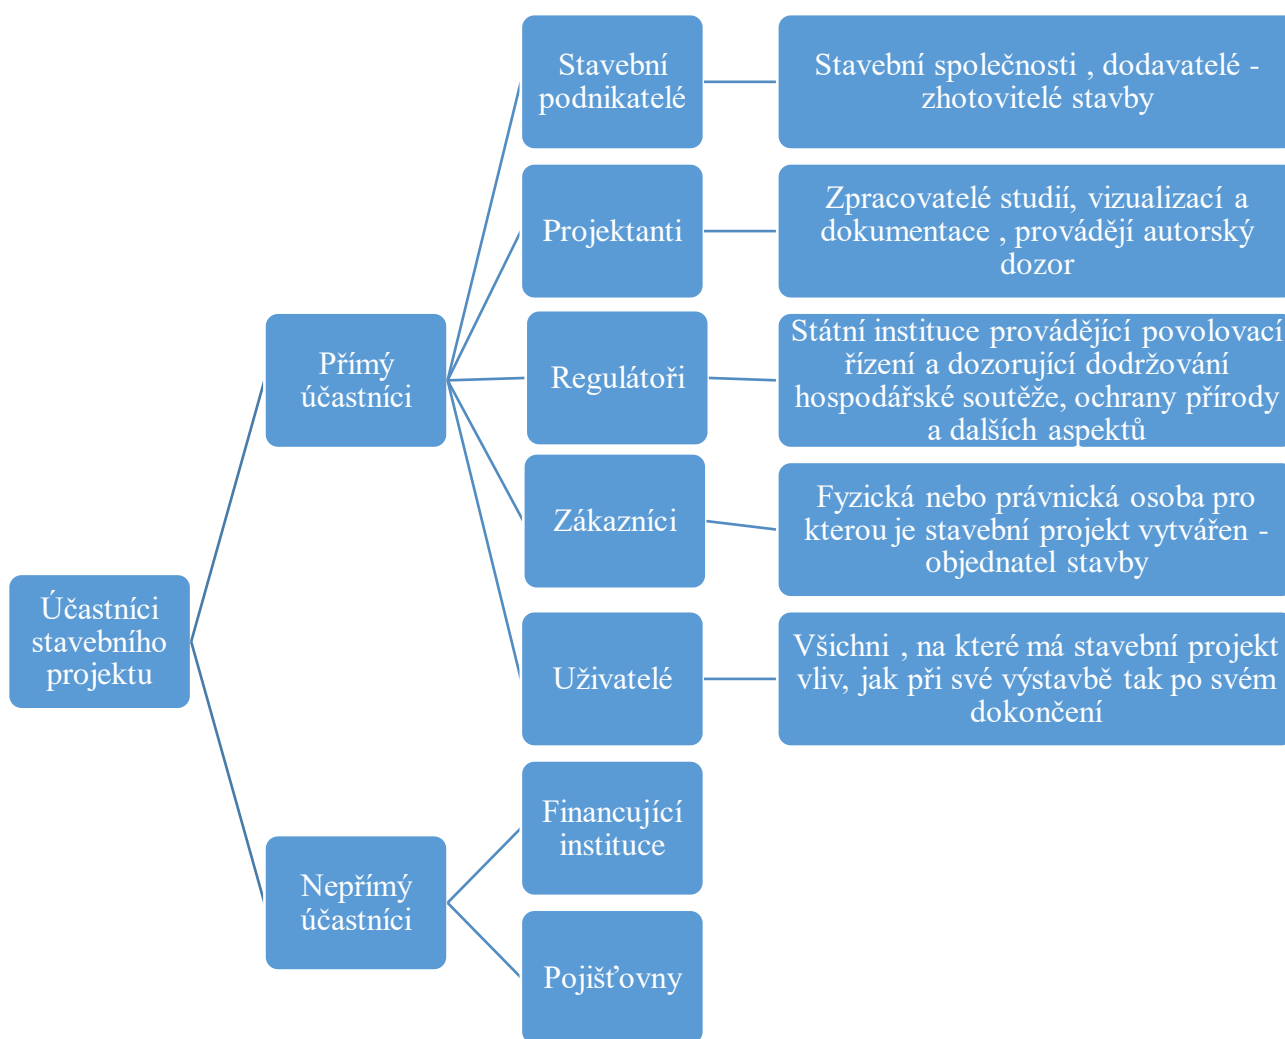 Účastníci
stavebního
projektu
Přímý
účastníci
Stavební
podnikatelé
Stavební společnosti , dodavatelé -
zhotovitelé stavby
Projektanti
Zpracovatelé studií, vizualizací a
dokumentace , provádějí autorský
dozor
Regulátoři
Státní instituce provádějící povolovací
řízení a dozorující dodržování
hospodářské soutěže, ochrany přírody
a dalších aspektů
Zákazníci
Fyzická nebo právnická osoba pro
kterou je stavební projekt vytvářen -
objednatel stavby
Uživatelé
Všichni , na které má stavební projekt
vliv, jak při své výstavbě tak po svém
dokončení
Nepřímý
účastníci
Financující
instituce
Pojišťovny